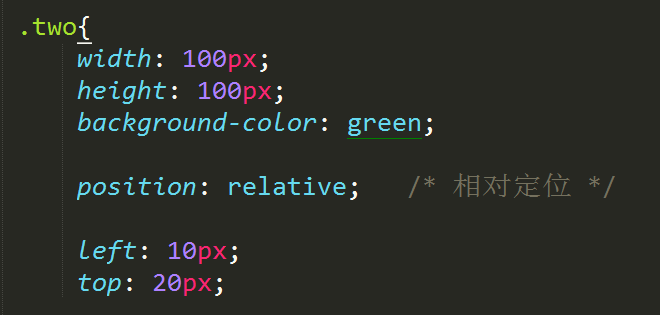 .two{
width: 100px;
height: 100px;
background-color: green;
position: relative; /* 相对定位 */
left: 10px;
top: 20px;